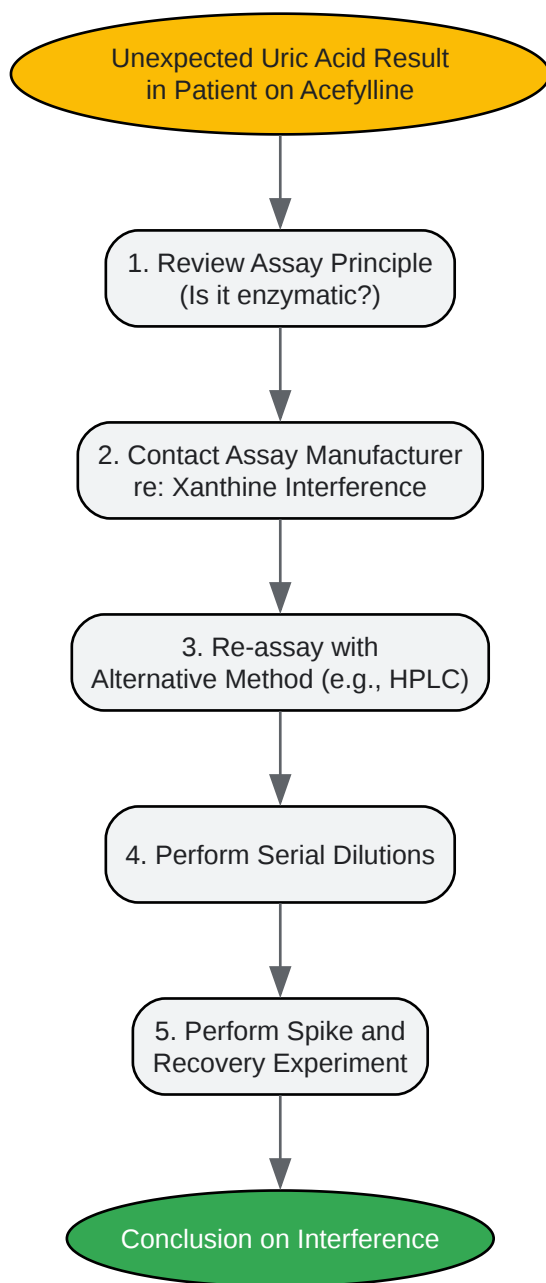 Unexpected Uric Acid Result
in Patient on Acefylline
1. Review Assay Principle
(Is it enzymatic?)
2. Contact Assay Manufacturer
re: Xanthine Interference
3. Re-assay with
Alternative Method (e.g., HPLC)
4. Perform Serial Dilutions
5. Perform Spike and
Recovery Experiment
Conclusion on Interference